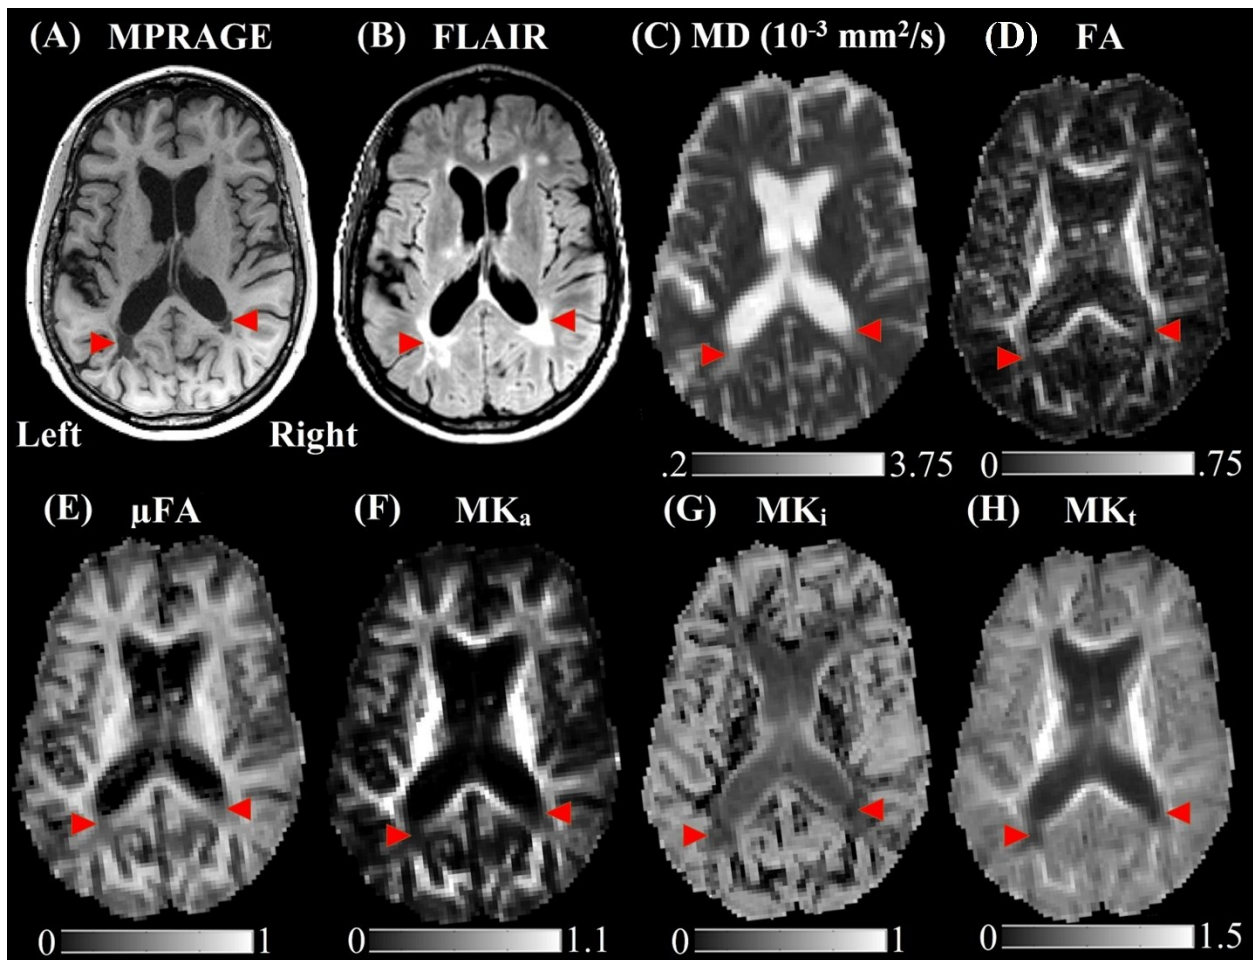 (A) MPRAGE
(B) FLAIR
(C) MD (10⁻³ mm²/s)
(D) FA
Left
Right
.2 3.75
0 .75
(E) µFA
(F) MKₐ
(G) MKᵢ
(H) MKₜ
0 1
0 1.1
0 1
0 1.5